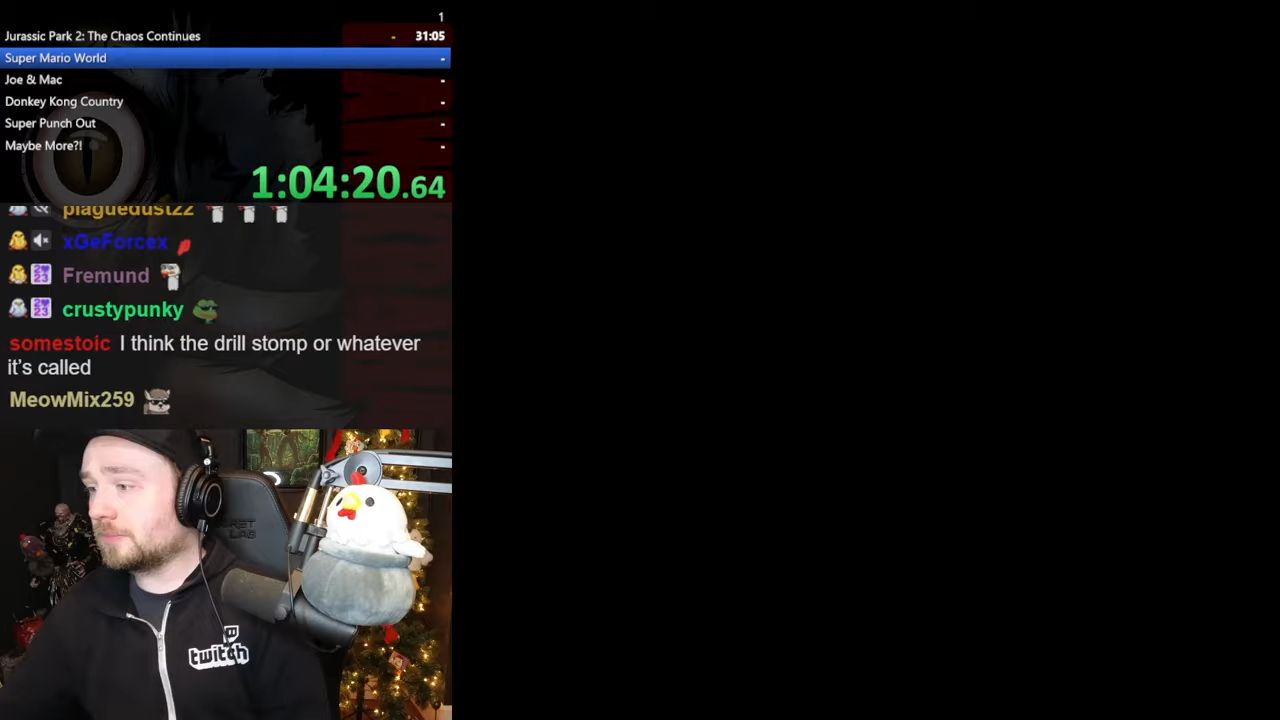 1
Jurassic Park 2: The Chaos Continues - 31:05
Super Mario World -
Joe & Mac -
Donkey Kong Country -
Super Punch Out -
Maybe More?! -
1:04:20.64
plaguedust22
xGeForcex
Fremund
crustypunky
somestoic I think the drill stomp or whatever
it's called
MeowMix259
twitch